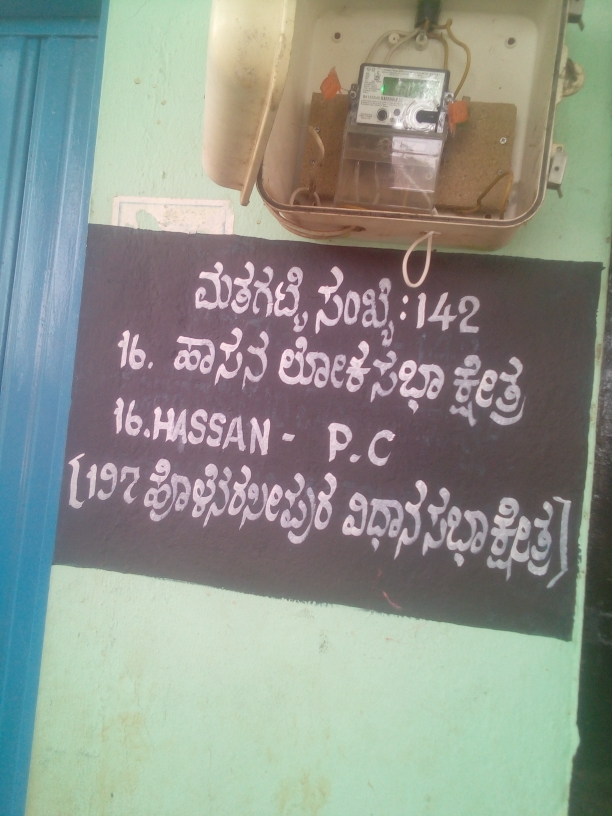 ಮತಗಟ್ಟೆ ಸಂಖ್ಯೆ : 142
16. ಹಾಸನ ಲೋಕಸಭಾ ಕ್ಷೇತ್ರ
16. HASSAN - P.C
[197 ಹೊಳೆನರಸೀಪುರ ವಿಧಾನಸಭಾ ಕ್ಷೇತ್ರ]